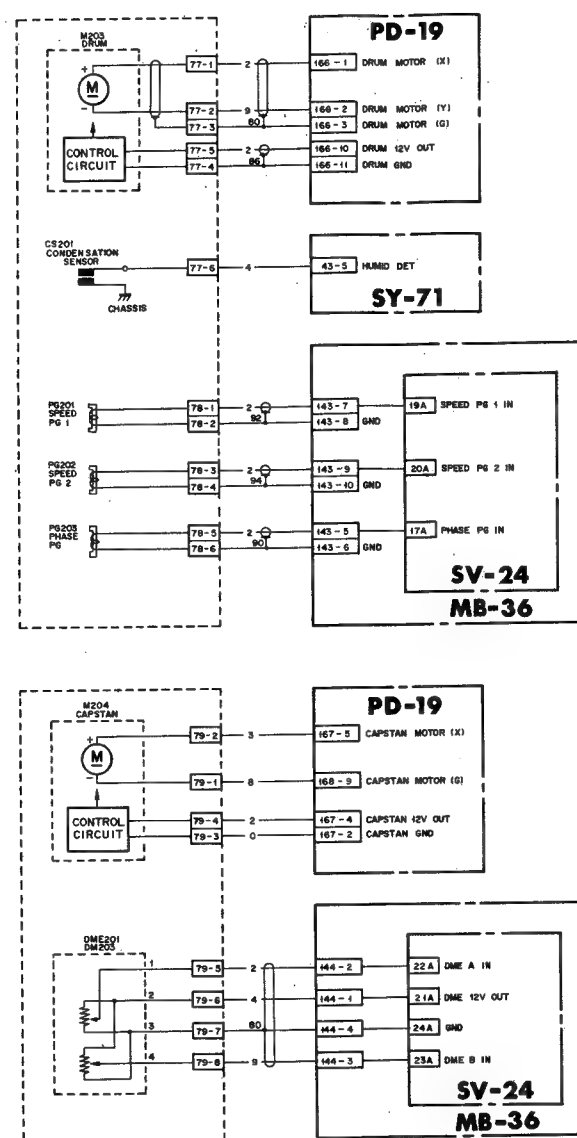 PD-19
M203
DRUM
+
M
-
CONTROL
CIRCUIT
77-1 2 166-1 DRUM MOTOR (X)
77-2 9 166-2 DRUM MOTOR (Y)
77-3 80 166-3 DRUM MOTOR (G)
77-5 2 166-10 DRUM 12V OUT
77-4 86 166-11 DRUM GND
CS201
CONDENSATION
SENSOR
CHASSIS
77-6 4 43-5 HUMID DET
SY-71
PG201
SPEED
PG 1
78-1 2 143-7 19A SPEED PG 1 IN
78-2 92 143-8 GND
PG202
SPEED
PG 2
78-3 2 143-9 20A SPEED PG 2 IN
78-4 94 143-10 GND
PG203
PHASE
PG
78-5 2 143-5 17A PHASE PG IN
78-6 90 143-6 GND
SV-24
MB-36
PD-19
M204
CAPSTAN
+
M
-
CONTROL
CIRCUIT
79-2 3 167-5 CAPSTAN MOTOR (X)
79-1 8 168-9 CAPSTAN MOTOR (G)
79-4 2 167-4 CAPSTAN 12V OUT
79-3 0 167-2 CAPSTAN GND
DME201
DM203
1 79-5 2 144-2 22A DME A IN
2 79-6 4 144-1 21A DME 12V OUT
3 79-7 80 144-4 24A GND
4 79-8 9 144-3 23A DME B IN
SV-24
MB-36